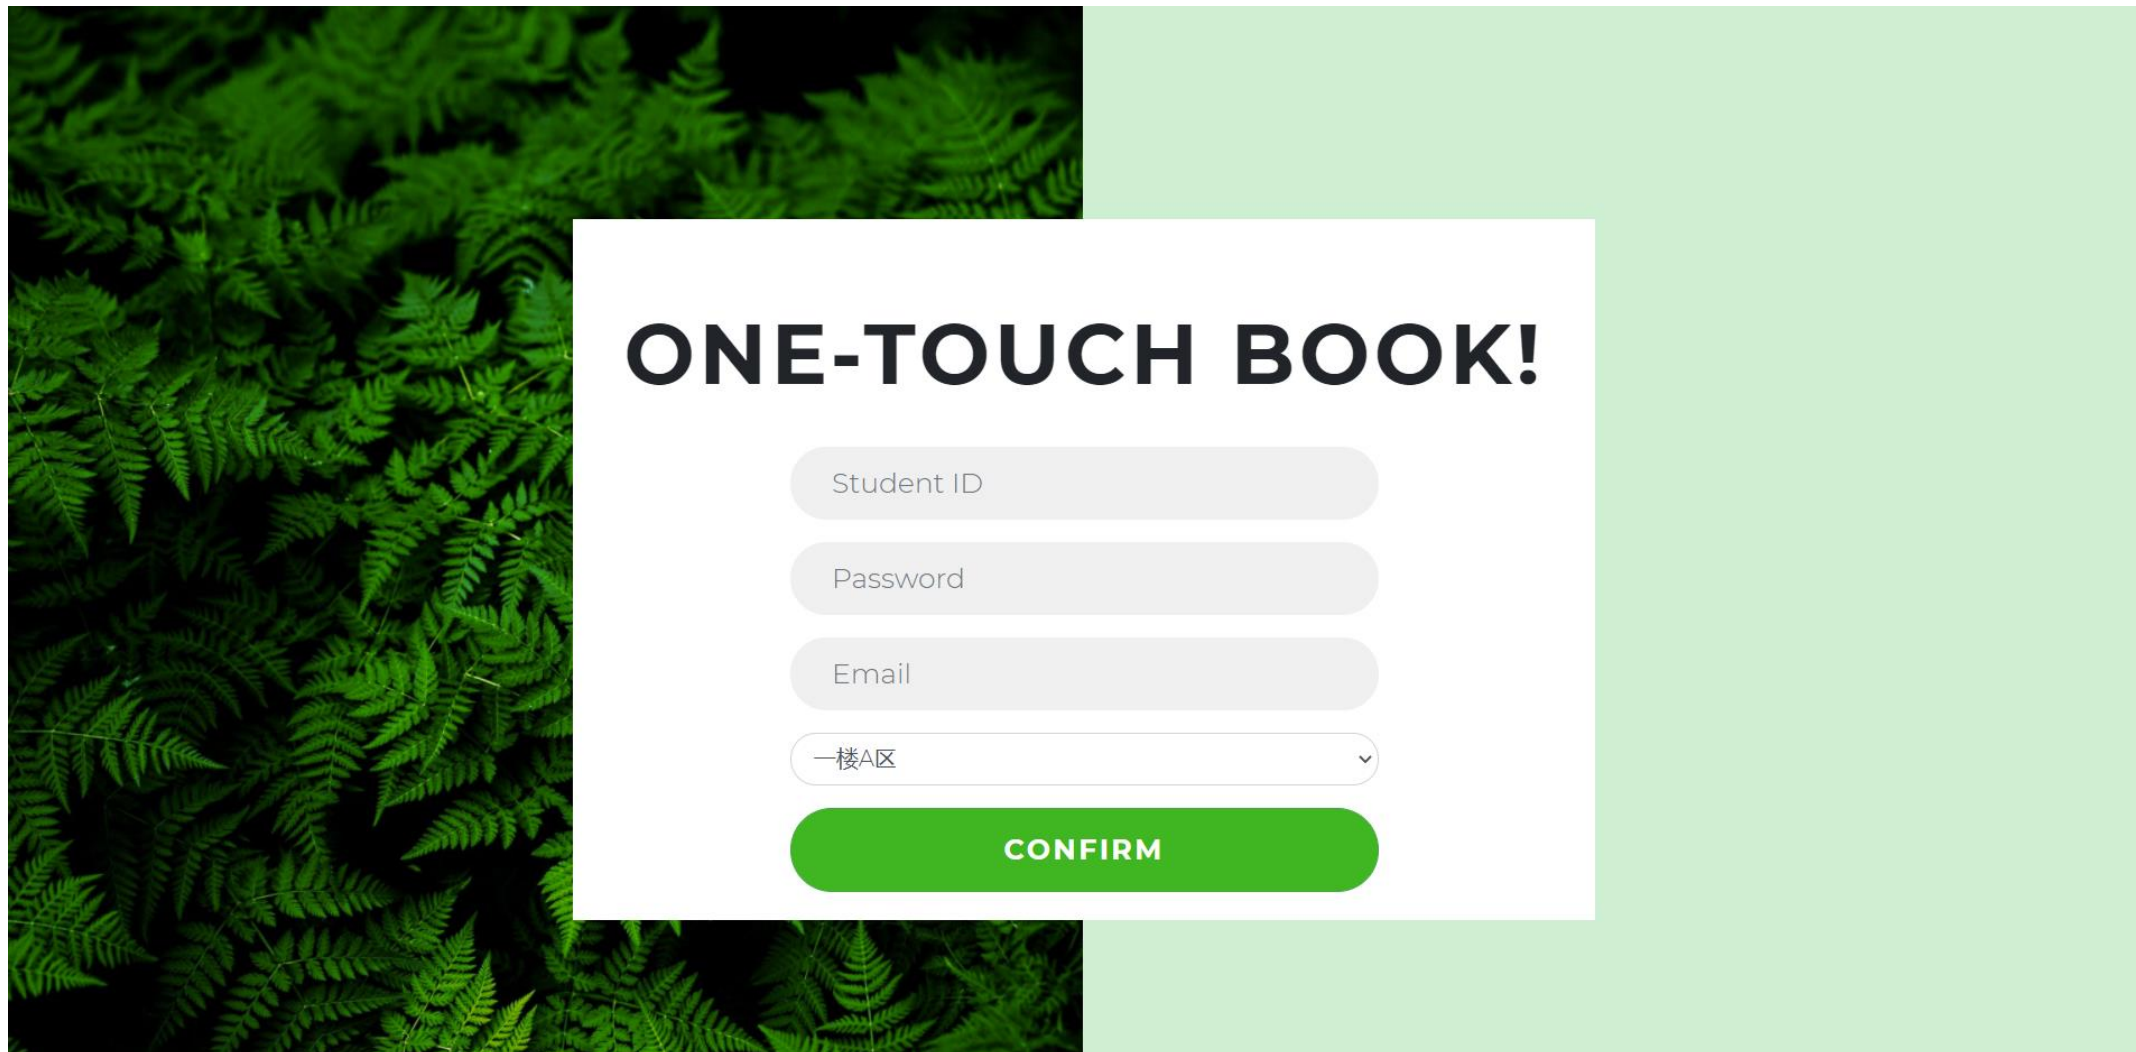 ONE-TOUCH BOOK!
Student ID
Password
Email
一楼A区
CONFIRM